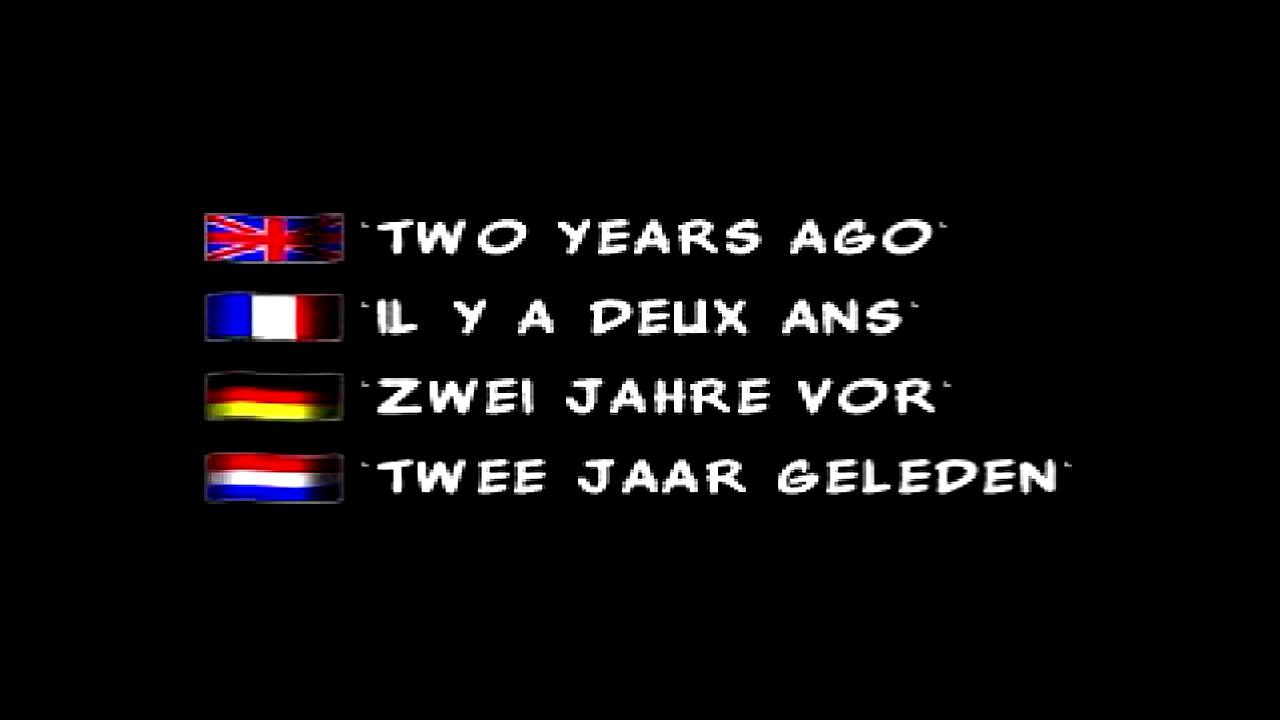 `TWO YEARS AGO`
`IL Y A DEUX ANS`
`ZWEI JAHRE VOR`
`TWEE JAAR GELEDEN`